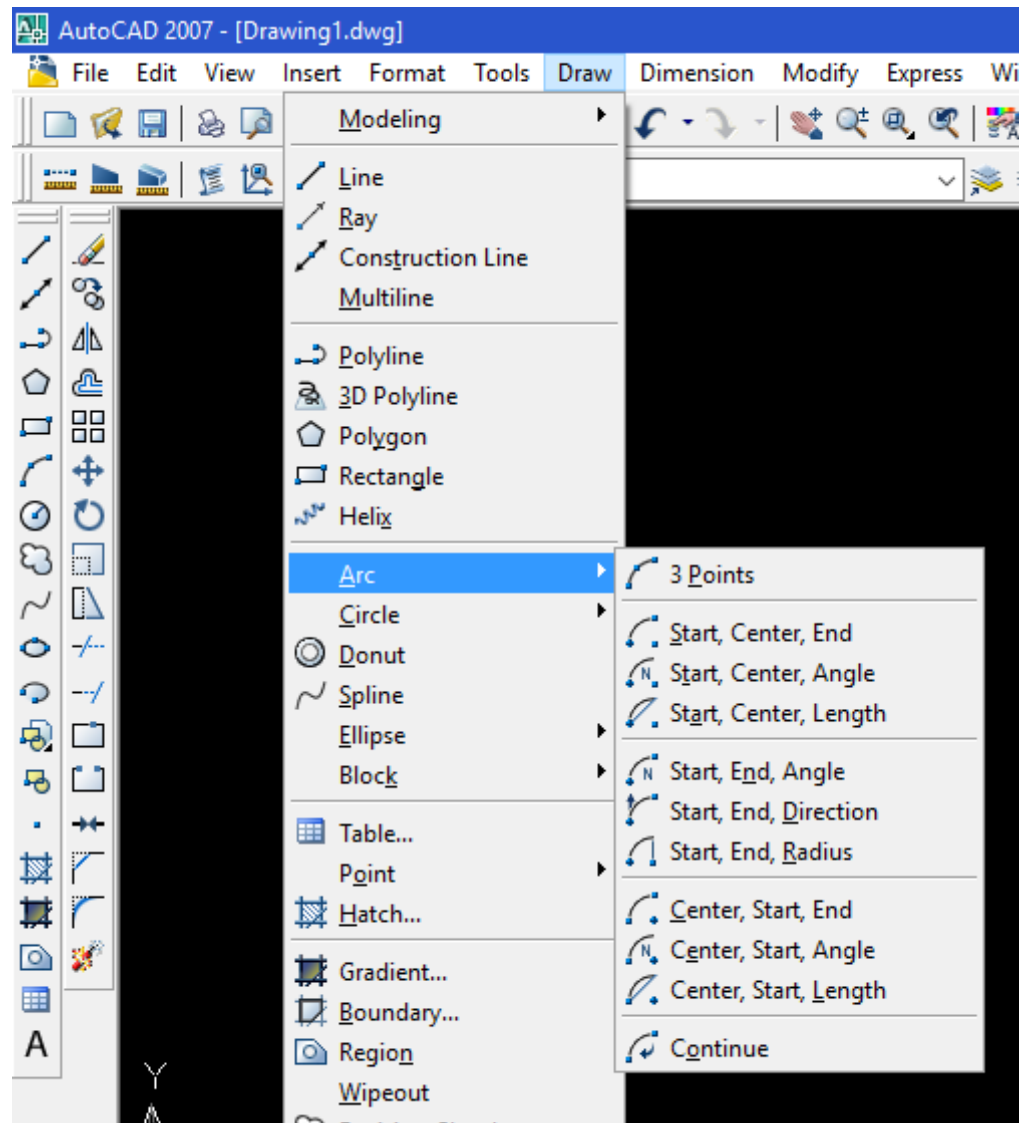 AutoCAD 2007 - [Drawing1.dwg]
File Edit View Insert Format Tools Draw Dimension Modify Express Wi
Modeling
Line
Ray
Construction Line
Multiline
Polyline
3D Polyline
Polygon
Rectangle
Helix
Arc
Circle
Donut
Spline
Ellipse
Block
Table...
Point
Hatch...
Gradient...
Boundary...
Region
Wipeout
3 Points
Start, Center, End
Start, Center, Angle
Start, Center, Length
Start, End, Angle
Start, End, Direction
Start, End, Radius
Center, Start, End
Center, Start, Angle
Center, Start, Length
Continue
A
Y